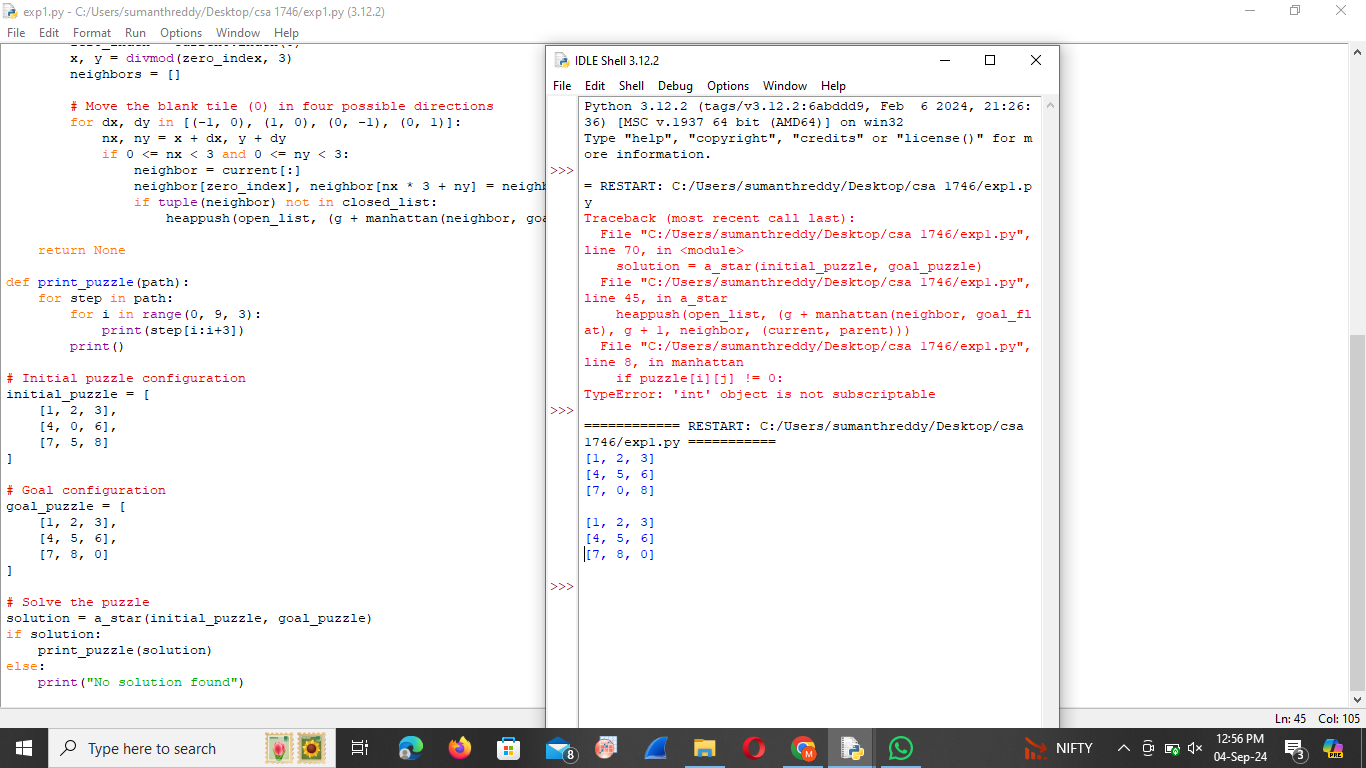 exp1.py - C:/Users/sumanthreddy/Desktop/csa 1746/exp1.py (3.12.2)
File Edit Format Run Options Window Help
x, y = divmod(zero_index, 3)
neighbors = []
# Move the blank tile (0) in four possible directions
for dx, dy in [(-1, 0), (1, 0), (0, -1), (0, 1)]:
nx, ny = x + dx, y + dy
if 0 <= nx < 3 and 0 <= ny < 3:
neighbor = current[:]
neighbor[zero_index], neighbor[nx * 3 + ny] = neighb
if tuple(neighbor) not in closed_list:
heappush(open_list, (g + manhattan(neighbor, goa
return None
def print_puzzle(path):
for step in path:
for i in range(0, 9, 3):
print(step[i:i+3])
print()
# Initial puzzle configuration
initial_puzzle = [
[1, 2, 3],
[4, 0, 6],
[7, 5, 8]
]
# Goal configuration
goal_puzzle = [
[1, 2, 3],
[4, 5, 6],
[7, 8, 0]
]
# Solve the puzzle
solution = a_star(initial_puzzle, goal_puzzle)
if solution:
print_puzzle(solution)
else:
print("No solution found")
IDLE Shell 3.12.2
File Edit Shell Debug Options Window Help
Python 3.12.2 (tags/v3.12.2:6abddd9, Feb 6 2024, 21:26:
36) [MSC v.1937 64 bit (AMD64)] on win32
Type "help", "copyright", "credits" or "license()" for m
ore information.
>>>
= RESTART: C:/Users/sumanthreddy/Desktop/csa 1746/exp1.p
y
Traceback (most recent call last):
File "C:/Users/sumanthreddy/Desktop/csa 1746/exp1.py",
line 70, in <module>
solution = a_star(initial_puzzle, goal_puzzle)
File "C:/Users/sumanthreddy/Desktop/csa 1746/exp1.py",
line 45, in a_star
heappush(open_list, (g + manhattan(neighbor, goal_fl
at), g + 1, neighbor, (current, parent)))
File "C:/Users/sumanthreddy/Desktop/csa 1746/exp1.py",
line 8, in manhattan
if puzzle[i][j] != 0:
TypeError: 'int' object is not subscriptable
>>>
============ RESTART: C:/Users/sumanthreddy/Desktop/csa
1746/exp1.py ===========
[1, 2, 3]
[4, 5, 6]
[7, 0, 8]
[1, 2, 3]
[4, 5, 6]
[7, 8, 0]
>>>
Ln: 45 Col: 105
Type here to search
8
NIFTY
12:56 PM
04-Sep-24
3
PRE